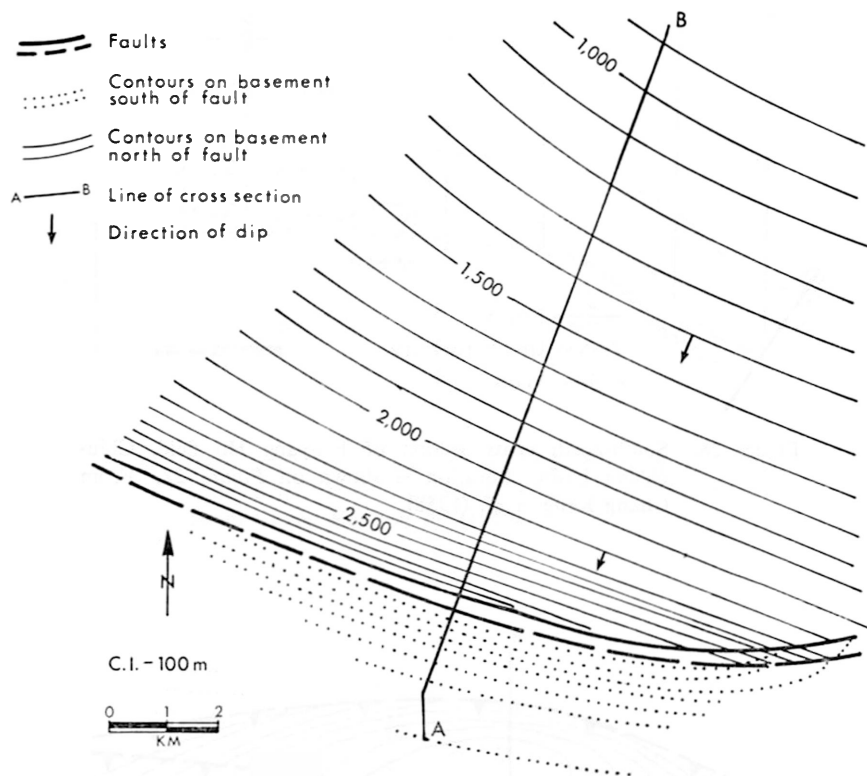 Faults
Contours on basement
south of fault
Contours on basement
north of fault
A B Line of cross section
Direction of dip
B
1,000
1,500
2,000
2,500
N
C.I. – 100 m
0 1 2
KM
A